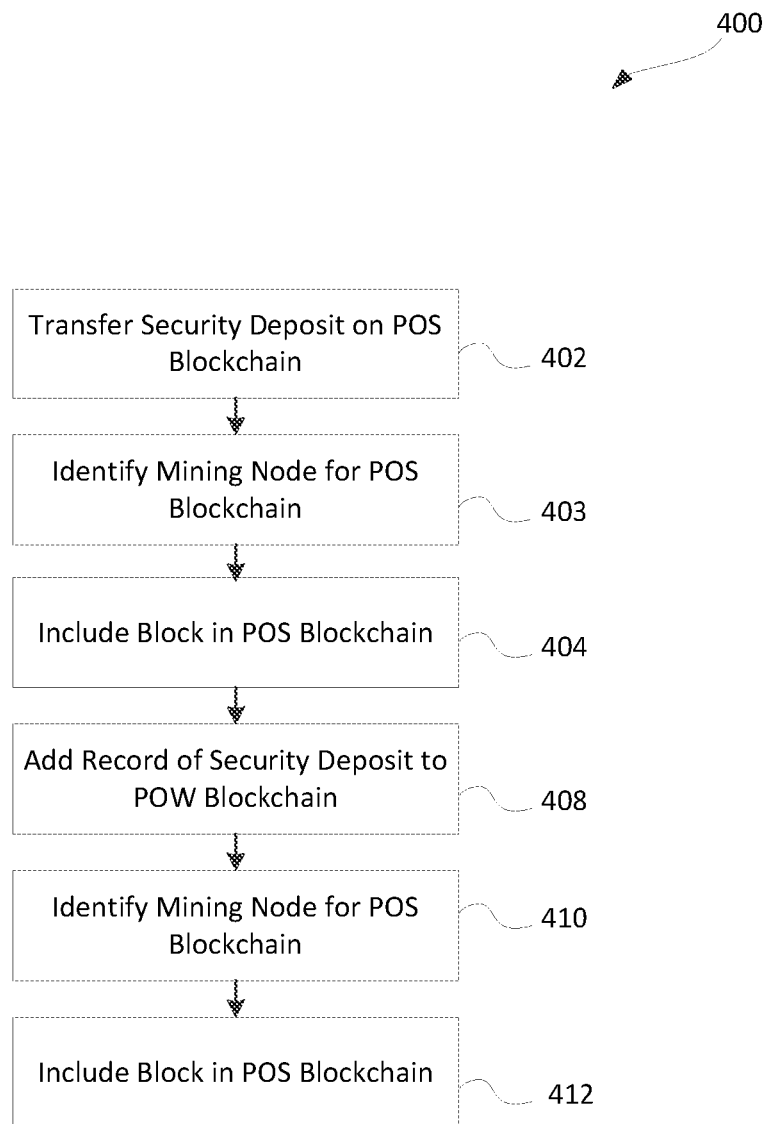 400
Transfer Security Deposit on POS
Blockchain
402
Identify Mining Node for POS
Blockchain
403
Include Block in POS Blockchain
404
Add Record of Security Deposit to
POW Blockchain
408
Identify Mining Node for POS
Blockchain
410
Include Block in POS Blockchain
412